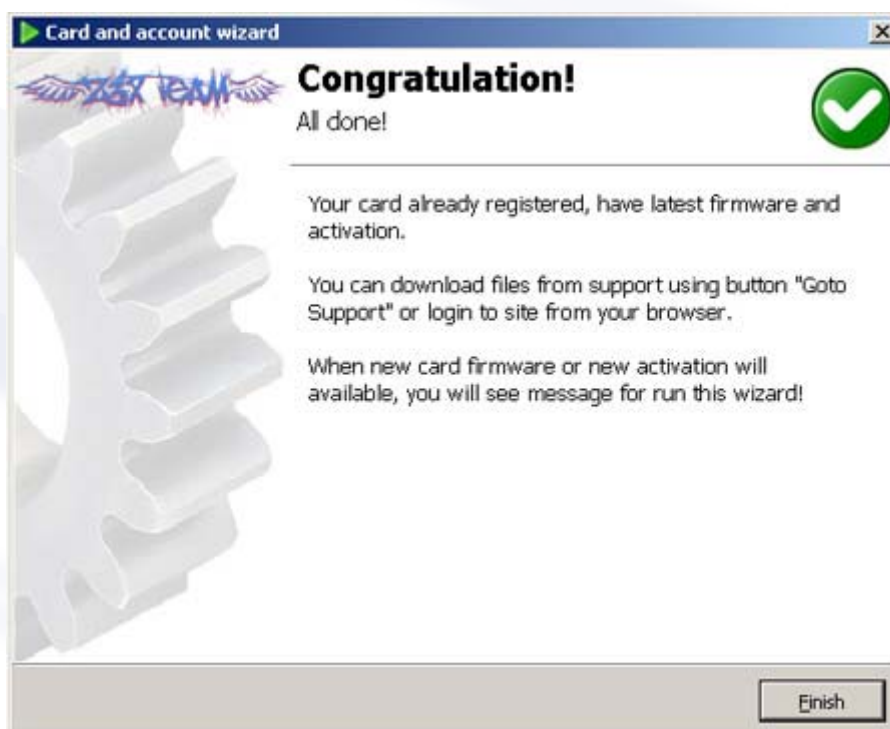 Card and account wizard
Z3X TEAM
Congratulation!
All done!
Your card already registered, have latest firmware and
activation.
You can download files from support using button "Goto
Support" or login to site from your browser.
When new card firmware or new activation will
available, you will see message for run this wizard!
Finish